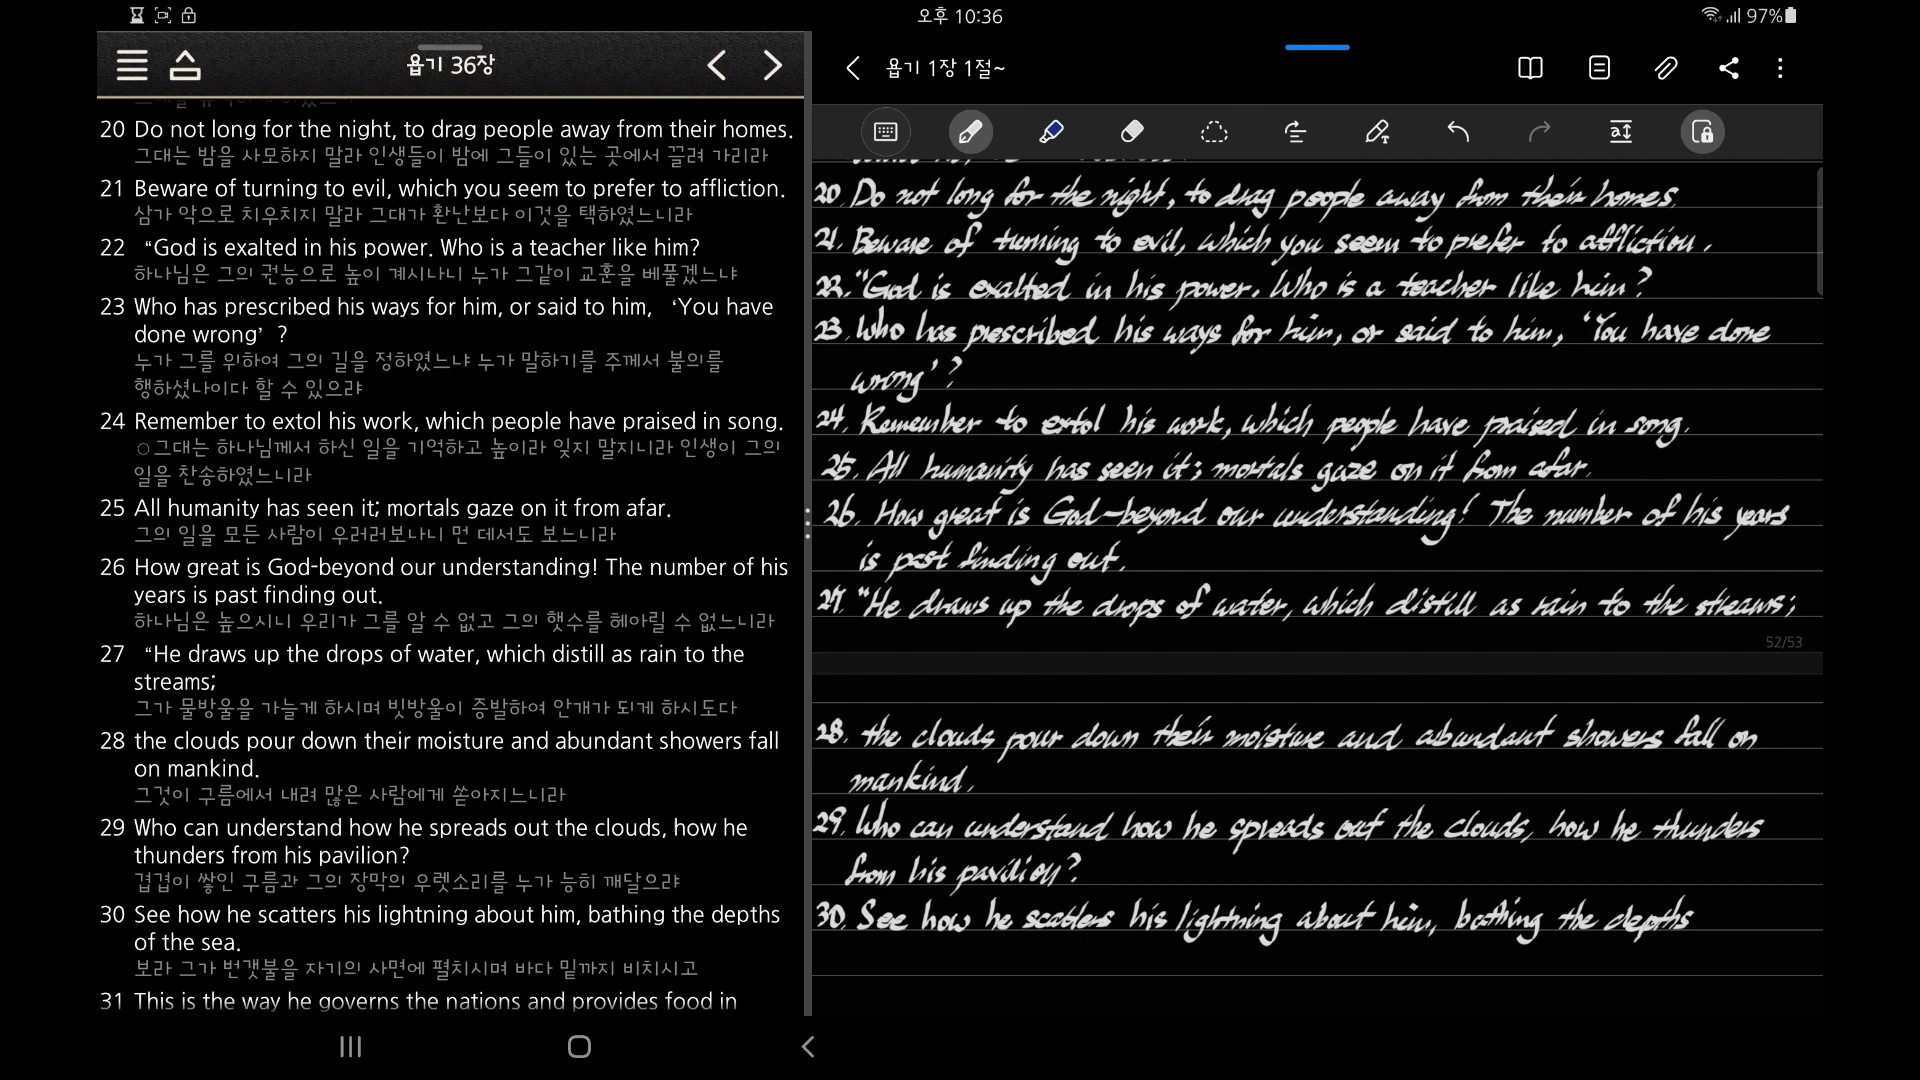 오후 10:36
97%
욥기 36장
20 Do not long for the night, to drag people away from their homes.
그대는 밤을 사모하지 말라 인생들이 밤에 그들이 있는 곳에서 끌려 가리라
21 Beware of turning to evil, which you seem to prefer to affliction.
삼가 악으로 치우치지 말라 그대가 환난보다 이것을 택하였느니라
22 “God is exalted in his power. Who is a teacher like him?
하나님은 그의 권능으로 높이 계시나니 누가 그같이 교훈을 베풀겠느냐
23 Who has prescribed his ways for him, or said to him, ‘You have
done wrong’ ?
누가 그를 위하여 그의 길을 정하였느냐 누가 말하기를 주께서 불의를
행하셨나이다 할 수 있으랴
24 Remember to extol his work, which people have praised in song.
○그대는 하나님께서 하신 일을 기억하고 높이라 잊지 말지니라 인생이 그의
일을 찬송하였느니라
25 All humanity has seen it; mortals gaze on it from afar.
그의 일을 모든 사람이 우러러보나니 먼 데서도 보느니라
26 How great is God-beyond our understanding! The number of his
years is past finding out.
하나님은 높으시니 우리가 그를 알 수 없고 그의 햇수를 헤아릴 수 없느니라
27 “He draws up the drops of water, which distill as rain to the
streams;
그가 물방울을 가늘게 하시며 빗방울이 증발하여 안개가 되게 하시도다
28 the clouds pour down their moisture and abundant showers fall
on mankind.
그것이 구름에서 내려 많은 사람에게 쏟아지느니라
29 Who can understand how he spreads out the clouds, how he
thunders from his pavilion?
겹겹이 쌓인 구름과 그의 장막의 우렛소리를 누가 능히 깨달으랴
30 See how he scatters his lightning about him, bathing the depths
of the sea.
보라 그가 번갯불을 자기의 사면에 펼치시며 바다 밑까지 비치시고
31 This is the way he governs the nations and provides food in
욥기 1장 1절~
20. Do not long for the night, to drag people away from their homes.
21. Beware of turning to evil, which you seem to prefer to affliction.
22. “God is exalted in his power. Who is a teacher like him?
23. Who has prescribed his ways for him, or said to him, ‘You have done
wrong’?
24. Remember to extol his work, which people have praised in song.
25. All humanity has seen it; mortals gaze on it from afar.
26. How great is God-beyond our understanding! The number of his years
is past finding out.
27. “He draws up the drops of water, which distill as rain to the streams;
52/53
28. the clouds pour down their moisture and abundant showers fall on
mankind.
29. Who can understand how he spreads out the clouds, how he thunders
from his pavilion?
30. See how he scatters his lightning about him, bathing the depths